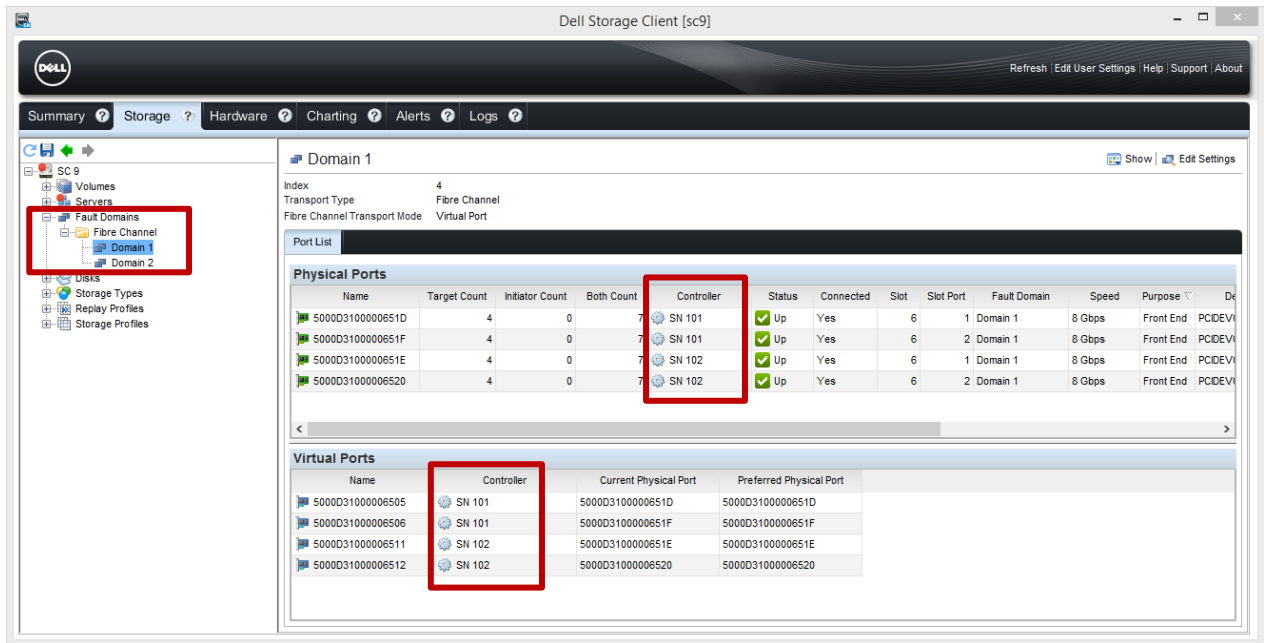 Dell Storage Client [sc9]
DELL
Refresh | Edit User Settings | Help | Support | About
Summary ? Storage ? Hardware ? Charting ? Alerts ? Logs ?
SC 9
Volumes
Servers
Fault Domains
Fibre Channel
Domain 1
Domain 2
Disks
Storage Types
Replay Profiles
Storage Profiles
Domain 1
Show | Edit Settings
Index 4
Transport Type Fibre Channel
Fibre Channel Transport Mode Virtual Port
Port List
Physical Ports
Name Target Count Initiator Count Both Count Controller Status Connected Slot Slot Port Fault Domain Speed Purpose De
5000D3100000651D 4 0 7 SN 101 Up Yes 6 1 Domain 1 8 Gbps Front End PCIDEV
5000D3100000651F 4 0 7 SN 101 Up Yes 6 2 Domain 1 8 Gbps Front End PCIDEV
5000D3100000651E 4 0 7 SN 102 Up Yes 6 1 Domain 1 8 Gbps Front End PCIDEV
5000D31000006520 4 0 7 SN 102 Up Yes 6 2 Domain 1 8 Gbps Front End PCIDEV
Virtual Ports
Name Controller Current Physical Port Preferred Physical Port
5000D31000006505 SN 101 5000D3100000651D 5000D3100000651D
5000D31000006506 SN 101 5000D3100000651F 5000D3100000651F
5000D31000006511 SN 102 5000D3100000651E 5000D3100000651E
5000D31000006512 SN 102 5000D31000006520 5000D31000006520